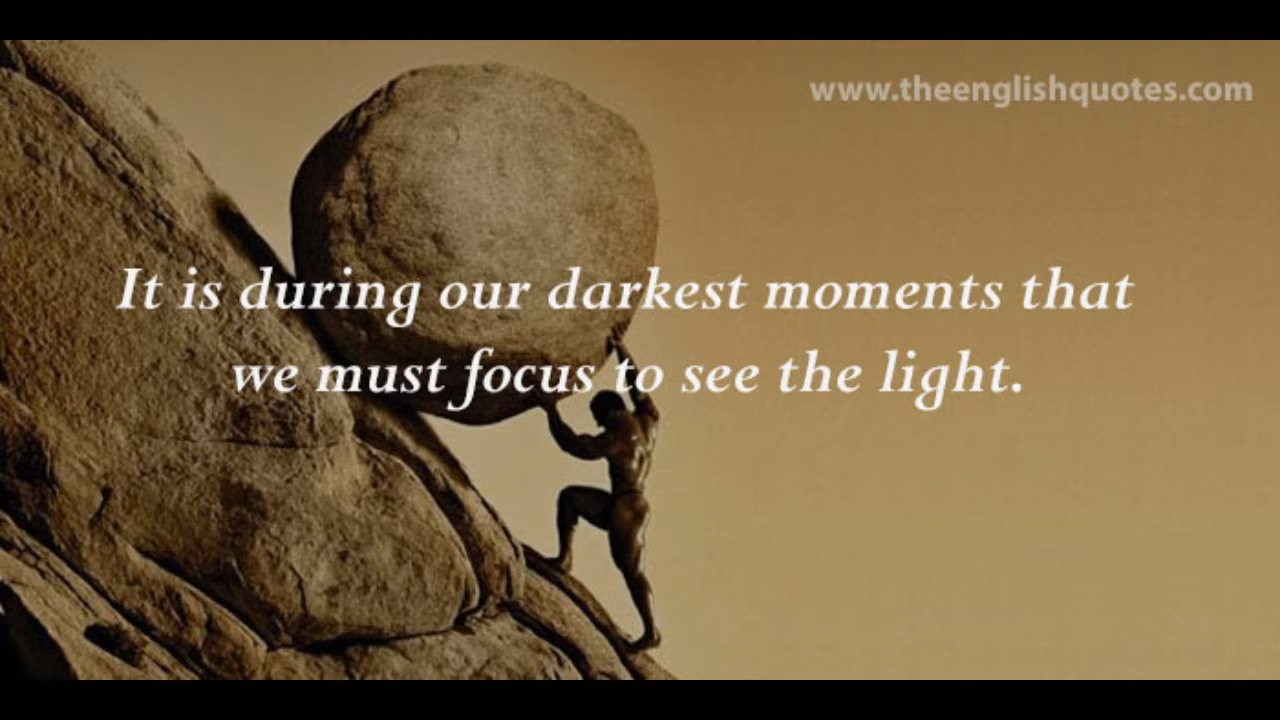 www.theenglishquotes.com
It is during our darkest moments that
we must focus to see the light.